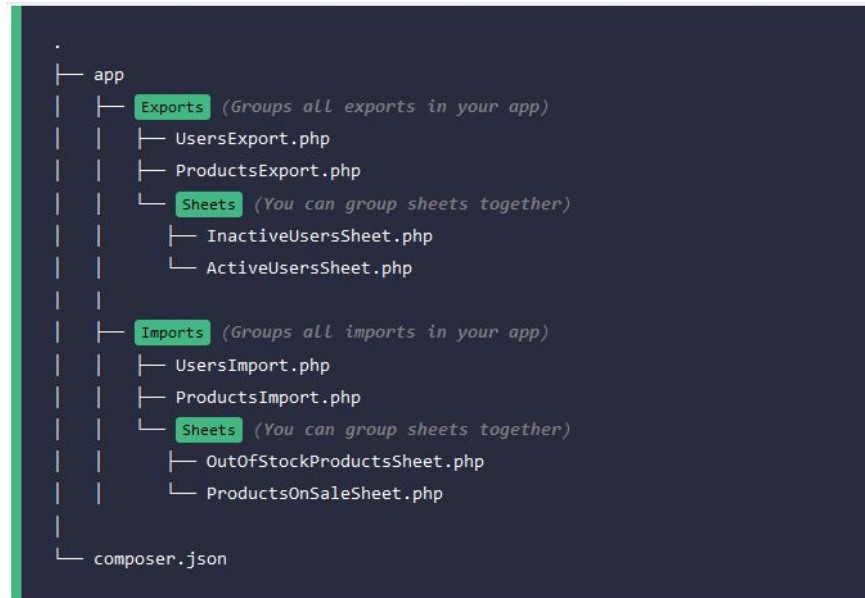 .
├── app
│   ├── Exports (Groups all exports in your app)
│   │   ├── UsersExport.php
│   │   ├── ProductsExport.php
│   │   └── Sheets (You can group sheets together)
│   │      ├── InactiveUsersSheet.php
│   │      └── ActiveUsersSheet.php
│   │
│   ├── Imports (Groups all imports in your app)
│   │   ├── UsersImport.php
│   │   ├── ProductsImport.php
│   │   └── Sheets (You can group sheets together)
│   │      ├── OutOfStockProductsSheet.php
│   │      └── ProductsOnSaleSheet.php
│
└── composer.json